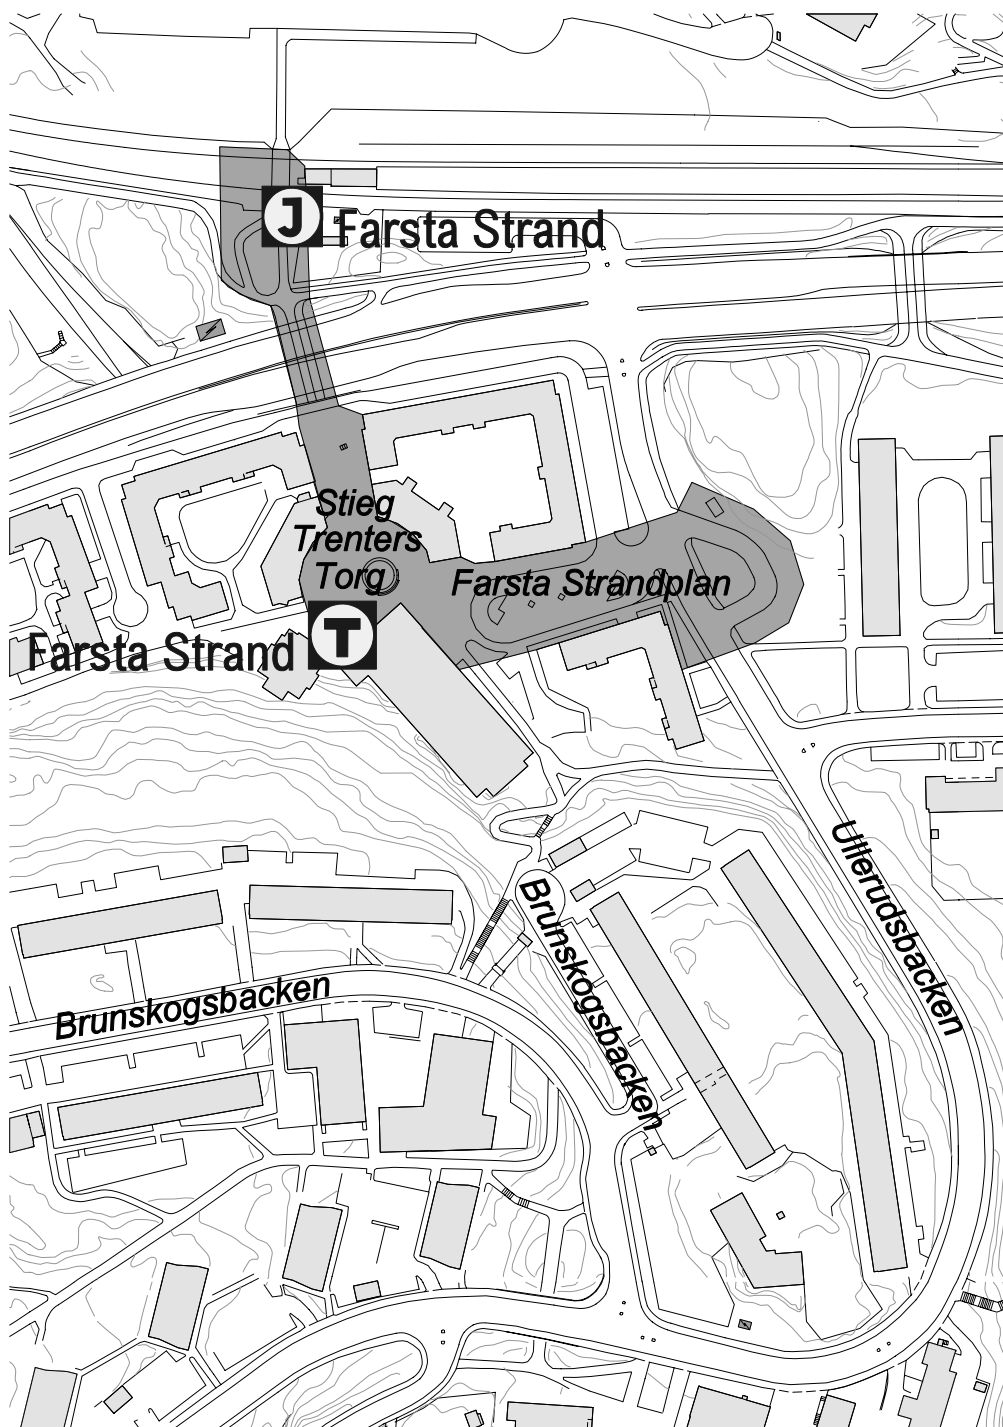 J Farsta Strand
Stieg
Trenters
Torg
Farsta Strandplan
Farsta Strand T
Ullerudsbacken
Brunskogsbacken
Brunskogsbacken